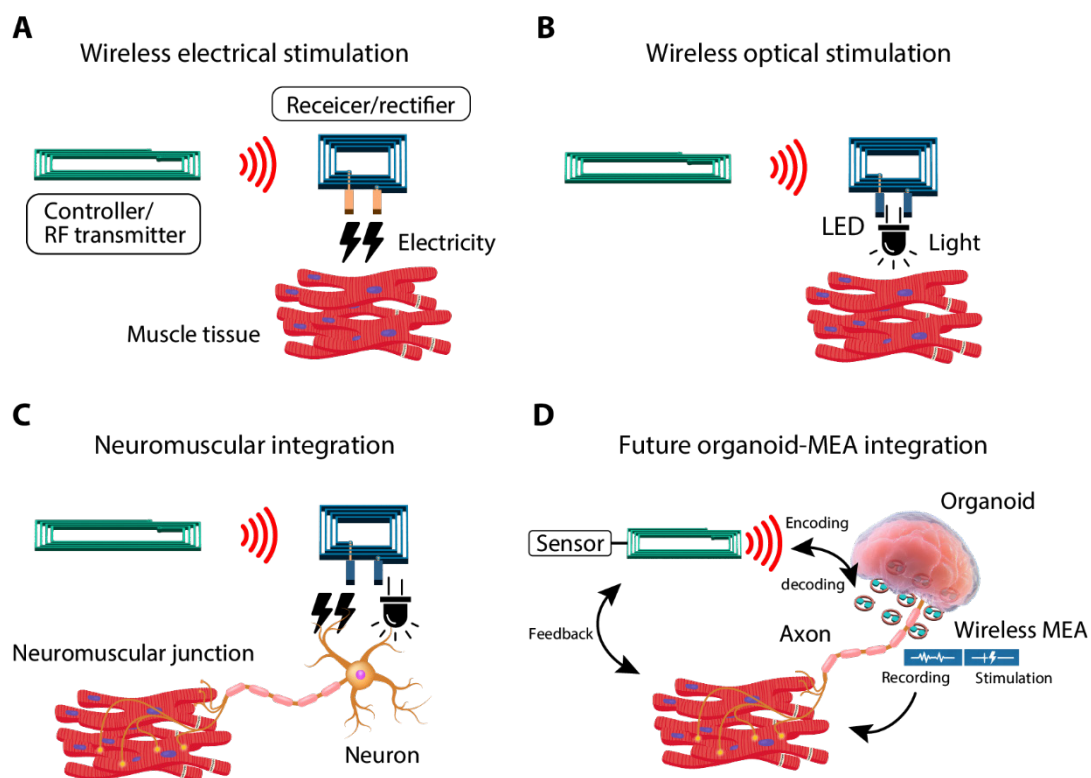 A
Wireless electrical stimulation
Receicer/rectifier
Controller/
RF transmitter
Electricity
Muscle tissue
B
Wireless optical stimulation
LED
Light
C
Neuromuscular integration
Neuromuscular junction
Neuron
D
Future organoid-MEA integration
Organoid
Sensor
Encoding
decoding
Feedback
Axon
Wireless MEA
Recording
Stimulation